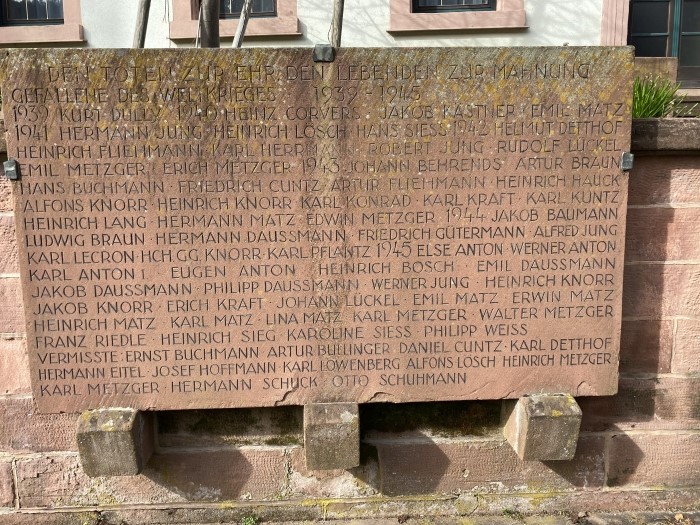 DEN TOTEN ZUR EHR, DEN LEBENDEN ZUR MAHNUNG
GEFALLENE DES WELTKRIEGES 1939 - 1945
1939 KURT DULLY · 1940 HEINZ CORVERS · JAKOB KASTNER · EMIL MATZ
1941 HERMANN JUNG · HEINRICH LÖSCH · HANS SIESS · 1942 HELMUT DETTHOF
HEINRICH FLIEHMANN · KARL HERRMANN · ROBERT JUNG · RUDOLF LÜCKEL
EMIL METZGER · ERICH METZGER · 1943 JOHANN BEHRENDS · ARTUR BRAUN
HANS BUCHMANN · FRIEDRICH CUNTZ · ARTUR FLIEHMANN · HEINRICH HAUCK
ALFONS KNORR · HEINRICH KNORR · KARL KONRAD · KARL KRAFT · KARL KUNTZ
HEINRICH LANG · HERMANN MATZ · EDWIN METZGER · 1944 JAKOB BAUMANN
LUDWIG BRAUN · HERMANN DAUSSMANN · FRIEDRICH GÜTERMANN · ALFRED JUNG
KARL LECRON · HCH GG KNORR · KARL PFLANTZ · 1945 ELSE ANTON · WERNER ANTON
KARL ANTON I. · EUGEN ANTON · HEINRICH BOSCH · EMIL DAUSSMANN
JAKOB DAUSSMANN · PHILIPP DAUSSMANN · WERNER JUNG · HEINRICH KNORR
JAKOB KNORR · ERICH KRAFT · JOHANN LÜCKEL · EMIL MATZ · ERWIN MATZ
HEINRICH MATZ · KARL MATZ · LINA MATZ · KARL METZGER · WALTER METZGER
FRANZ RIEDLE · HEINRICH SIEG · KAROLINE SIESS · PHILIPP WEISS
VERMISSTE: ERNST BUCHMANN · ARTUR BULLINGER · DANIEL CUNTZ · KARL DETTHOF
HERMANN EITEL · JOSEF HOFFMANN · KARL LÖWENBERG · ALFONS LÖSCH · HEINRICH METZGER
KARL METZGER · HERMANN SCHUCK · OTTO SCHUHMANN